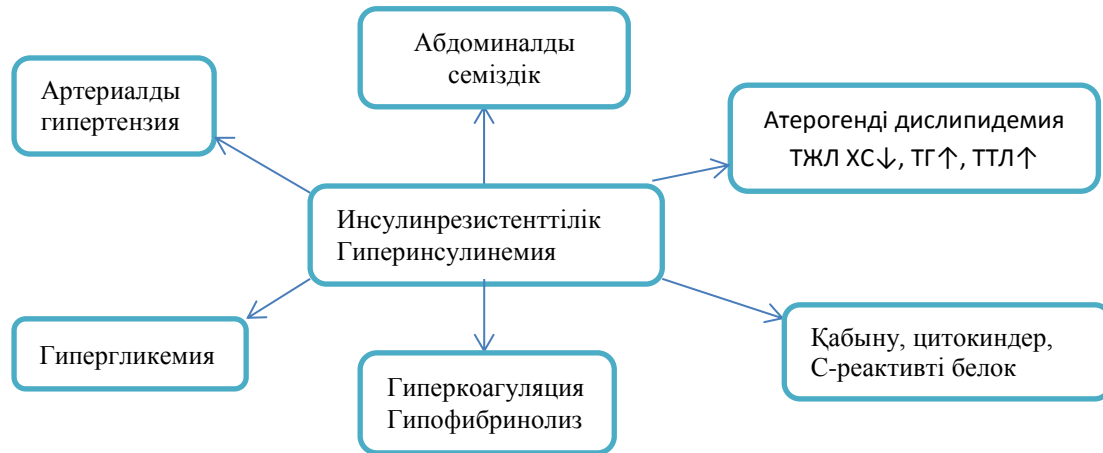 Абдоминалды
семіздік
Артериалды
гипертензия
Атерогенді дислипидемия
ТЖЛ ХС↓, ТГ↑, ТТЛ↑
Инсулинрезистенттілік
Гиперинсулинемия
Гипергликемия
Гиперкоагуляция
Гипофибринолиз
Қабыну, цитокиндер,
С-реактивті белок